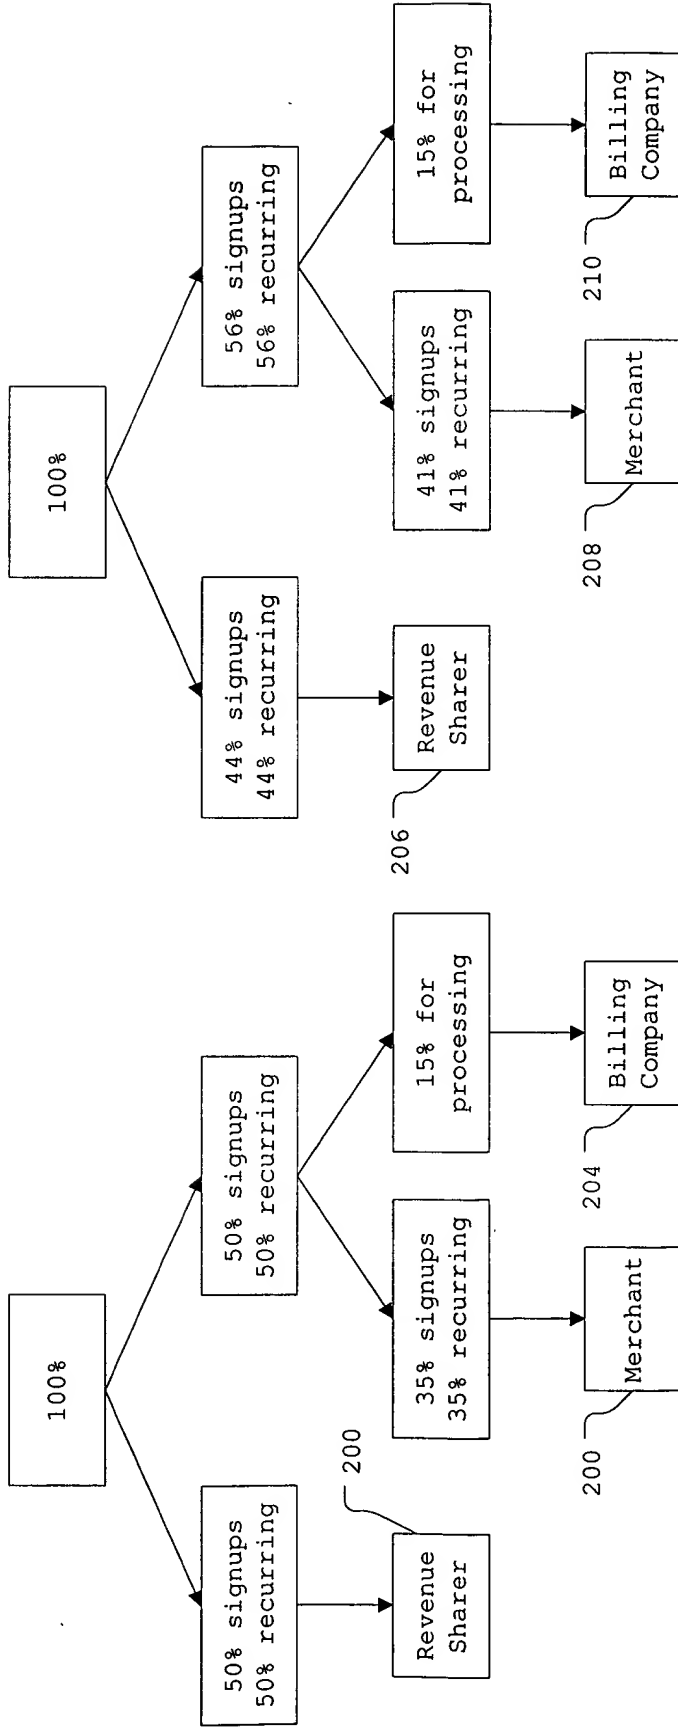 100%
50% signups
50% recurring
50% signups
50% recurring
Revenue
Sharer
200
35% signups
35% recurring
15% for
processing
Merchant
200
Billing
Company
204
100%
44% signups
44% recurring
56% signups
56% recurring
Revenue
Sharer
206
41% signups
41% recurring
15% for
processing
Merchant
208
Billing
Company
210